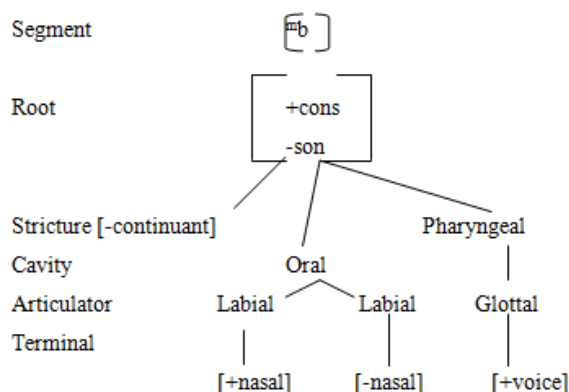 Segment [ᵐb]
Root +cons
-son
Stricture [-continuant] Pharyngeal
Cavity Oral
Articulator Labial Labial Glottal
Terminal
[+nasal] [-nasal] [+voice]